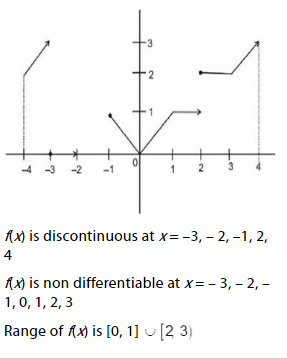 3
2
1
-4 -3 -2 -1 0 1 2 3 4
f(x) is discontinuous at x = –3, – 2, –1, 2,
4
f(x) is non differentiable at x = – 3, – 2, –
1, 0, 1, 2, 3
Range of f(x) is [0, 1] ∪ [2, 3)